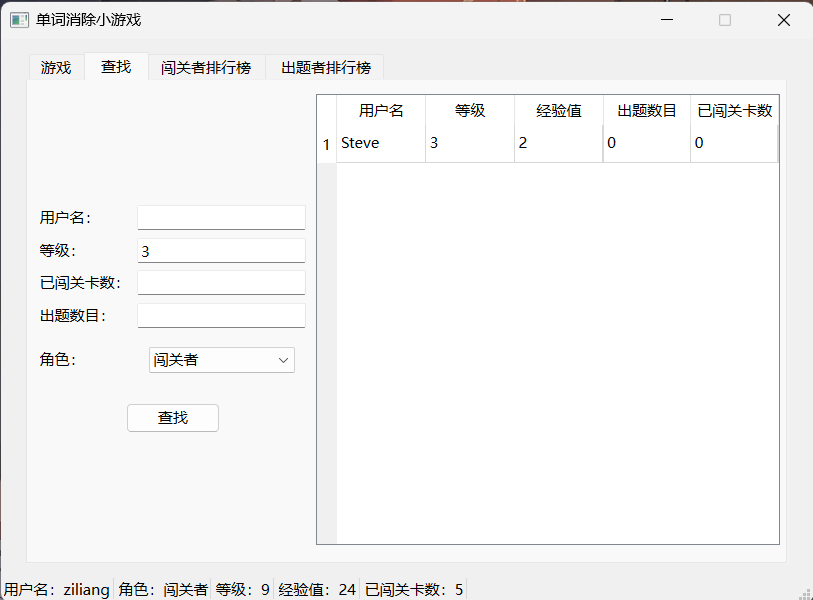 单词消除小游戏
游戏 查找 闯关者排行榜 出题者排行榜
用户名 等级 经验值 出题数目 已闯关卡数
1 Steve 3 2 0 0
用户名：
等级： 3
已闯关卡数：
出题数目：
角色： 闯关者
查找
用户名：ziliang 角色：闯关者 等级：9 经验值：24 已闯关卡数：5